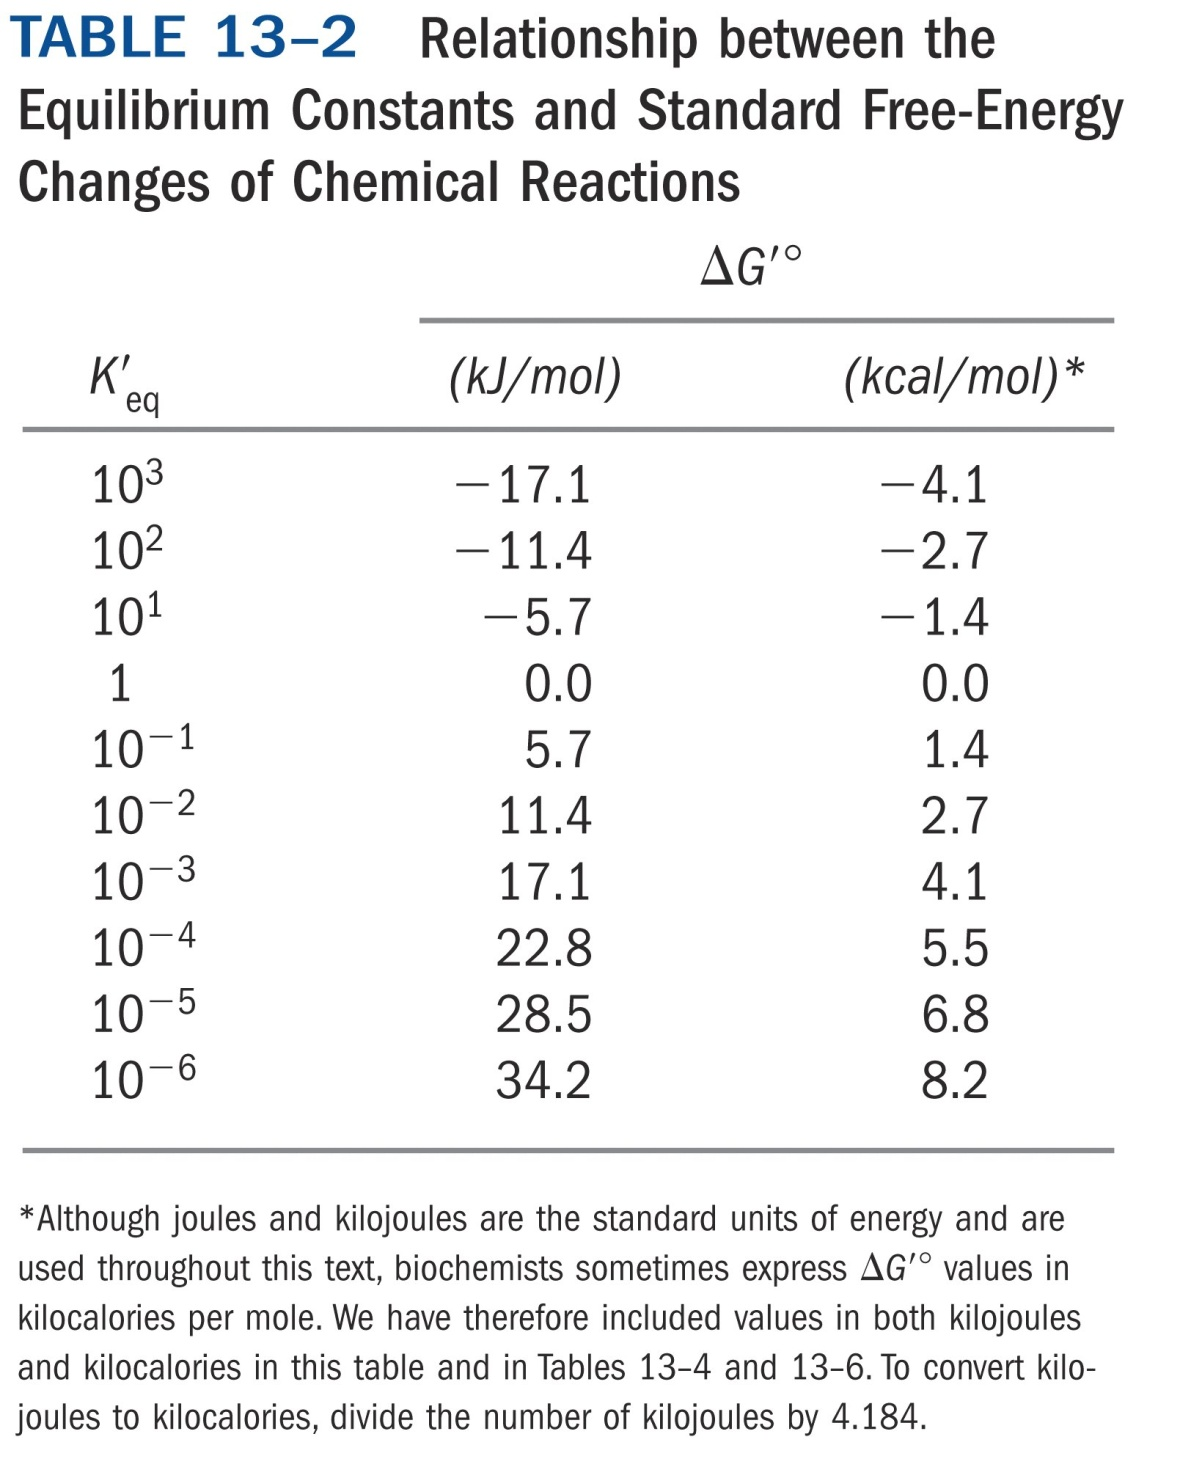 TABLE 13–2 Relationship between the
Equilibrium Constants and Standard Free-Energy
Changes of Chemical Reactions
ΔG′°
K′eq (kJ/mol) (kcal/mol)*
10³ −17.1 −4.1
10² −11.4 −2.7
10¹ −5.7 −1.4
1 0.0 0.0
10⁻¹ 5.7 1.4
10⁻² 11.4 2.7
10⁻³ 17.1 4.1
10⁻⁴ 22.8 5.5
10⁻⁵ 28.5 6.8
10⁻⁶ 34.2 8.2
*Although joules and kilojoules are the standard units of energy and are
used throughout this text, biochemists sometimes express ΔG′° values in
kilocalories per mole. We have therefore included values in both kilojoules
and kilocalories in this table and in Tables 13–4 and 13–6. To convert kilo-
joules to kilocalories, divide the number of kilojoules by 4.184.